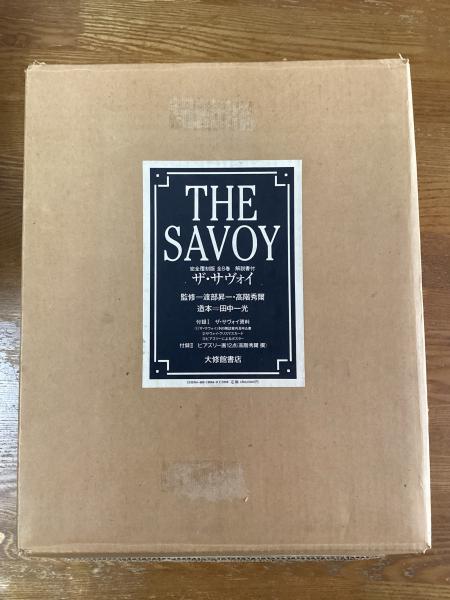 THE
SAVOY
完全覆刻版 全8巻 解説書付
ザ・サヴォイ
監修=渡部昇一・高階秀爾
造本=田中一光
付録Ⅰ ザ・サヴォイ資料
付録Ⅱ ビアズリー画12点(高階秀爾 撰)
大修館書店